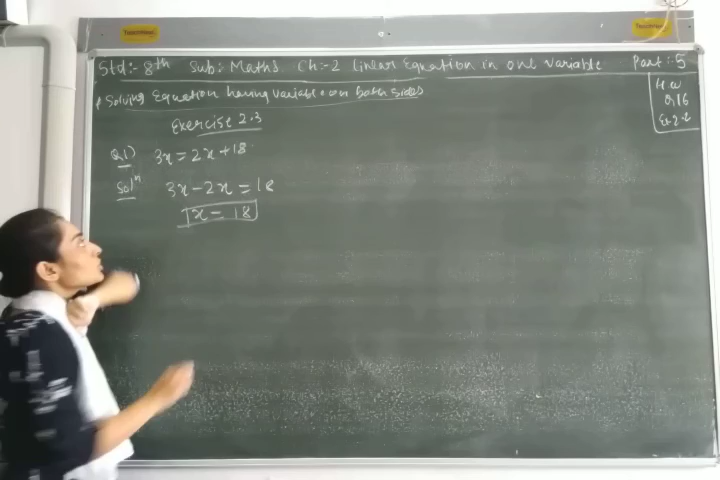 Std:- 8th Sub:- Maths Ch:-2 Linear Equation in one variable Part:-5
Solving Equation having variable on both sides
H.W
Q.16
Ex-2.2
Exercise 2.3
Q1) 3x = 2x + 18
Solⁿ 3x - 2x = 18
x = 18